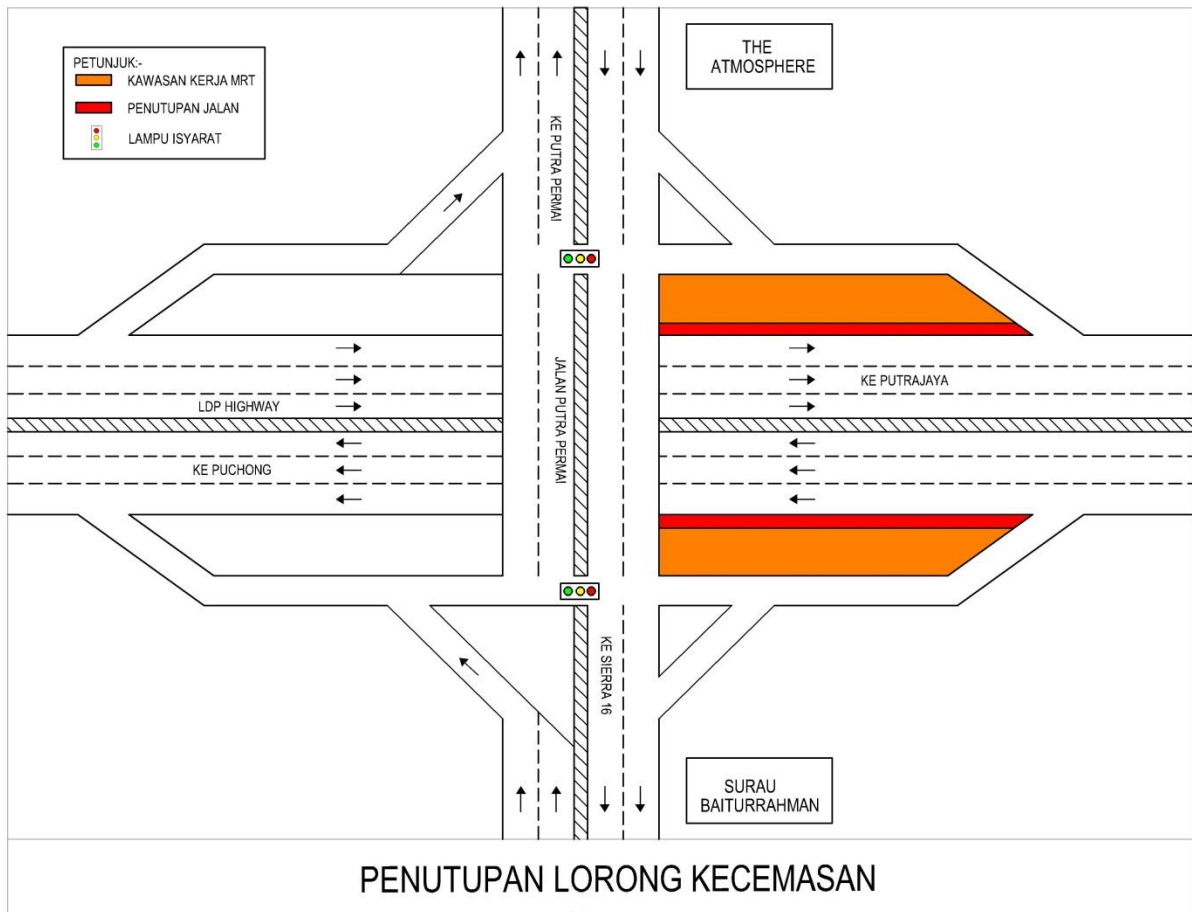 PETUNJUK:-
KAWASAN KERJA MRT
PENUTUPAN JALAN
LAMPU ISYARAT
THE
ATMOSPHERE
KE PUTRA PERMAI
JALAN PUTRA PERMAI
KE PUTRAJAYA
LDP HIGHWAY
KE PUCHONG
KE SIERRA 16
SURAU
BAITURRAHMAN
PENUTUPAN LORONG KECEMASAN